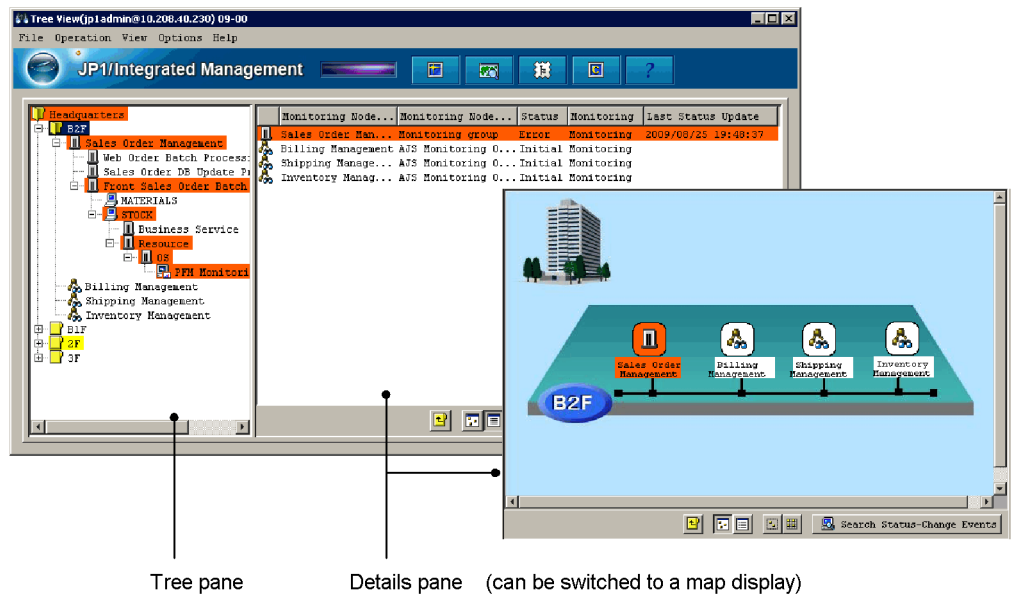 Tree View(jp1admin@10.208.40.230) 09-00
File Operation View Options Help
JP1/Integrated Management
Headquarters
B2F
Sales Order Management
Web Order Batch Process
Sales Order DB Update P
Front Sales Order Batch
MATERIALS
STOCK
Business Service
Resource
OS
PFM Monitori
Billing Management
Shipping Management
Inventory Management
B1F
2F
3F
Monitoring Node... Monitoring Node... Status Monitoring Last Status Update
Sales Order Man... Monitoring group Error Monitoring 2009/08/25 19:48:37
Billing Management AJS Monitoring O... Initial Monitoring
Shipping Manage... AJS Monitoring O... Initial Monitoring
Inventory Manag... AJS Monitoring O... Initial Monitoring
Sales Order
Management
Billing
Management
Shipping
Management
Inventory
Management
B2F
Search Status-Change Events
Tree pane
Details pane (can be switched to a map display)